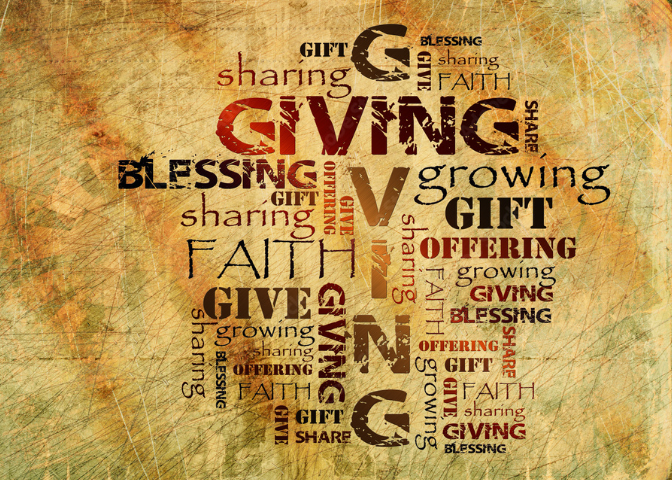 GIFT
G
BLESSING
sharing
GIVE
sharing
FAITH
GIVING
SHARE
BLESSING
GIFT
OFFERING
GIVE
sharing
V
growing
GIFT
FAITH
I
sharing
OFFERING
FAITH
growing
GIVING
BLESSING
GIVE
GIVING
growing
sharing
sharing
BLESSING
OFFERING
FAITH
GIVE
GIFT
SHARE
N
G
OFFERING
SHARE
growing
GIFT
GIVE
FAITH
sharing
GIVING
BLESSING